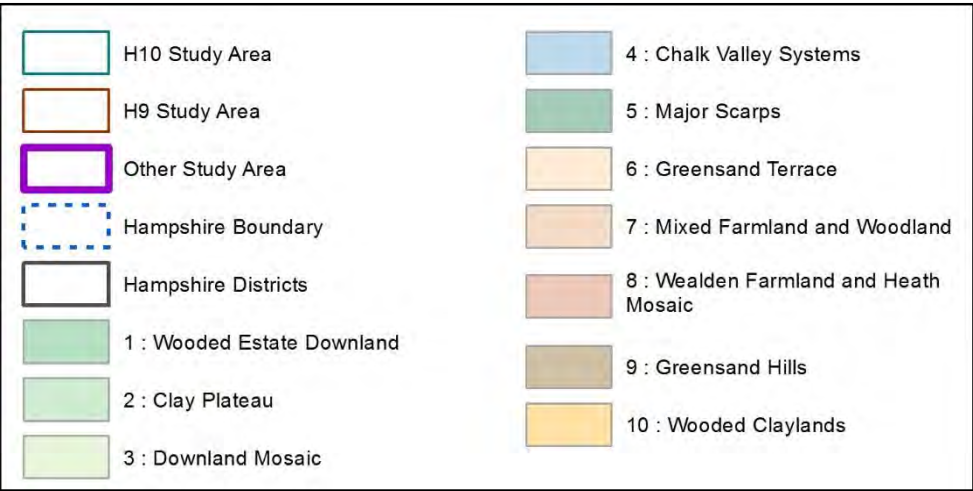 H10 Study Area
H9 Study Area
Other Study Area
Hampshire Boundary
Hampshire Districts
1 : Wooded Estate Downland
2 : Clay Plateau
3 : Downland Mosaic
4 : Chalk Valley Systems
5 : Major Scarps
6 : Greensand Terrace
7 : Mixed Farmland and Woodland
8 : Wealden Farmland and Heath
Mosaic
9 : Greensand Hills
10 : Wooded Claylands